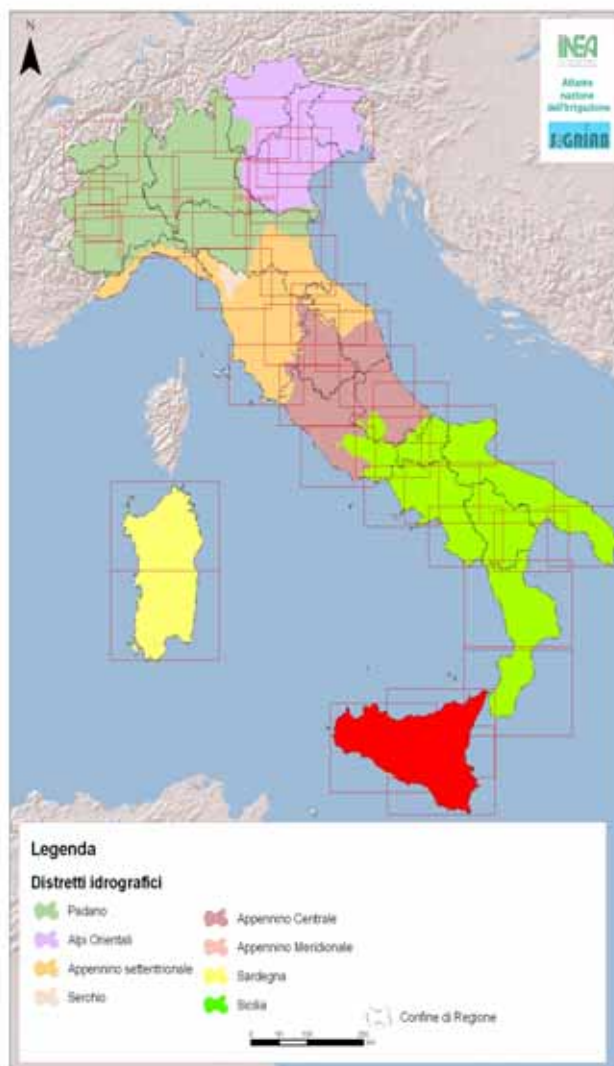 N
INEA
Atlante
nazione
dell'Irrigazione
SIGRIAN
Legenda
Distretti idrografici
Padano
Alpi Orientali
Appennino settentrionale
Serchio
Appennino Centrale
Appennino Meridionale
Sardegna
Sicilia
Confine di Regione